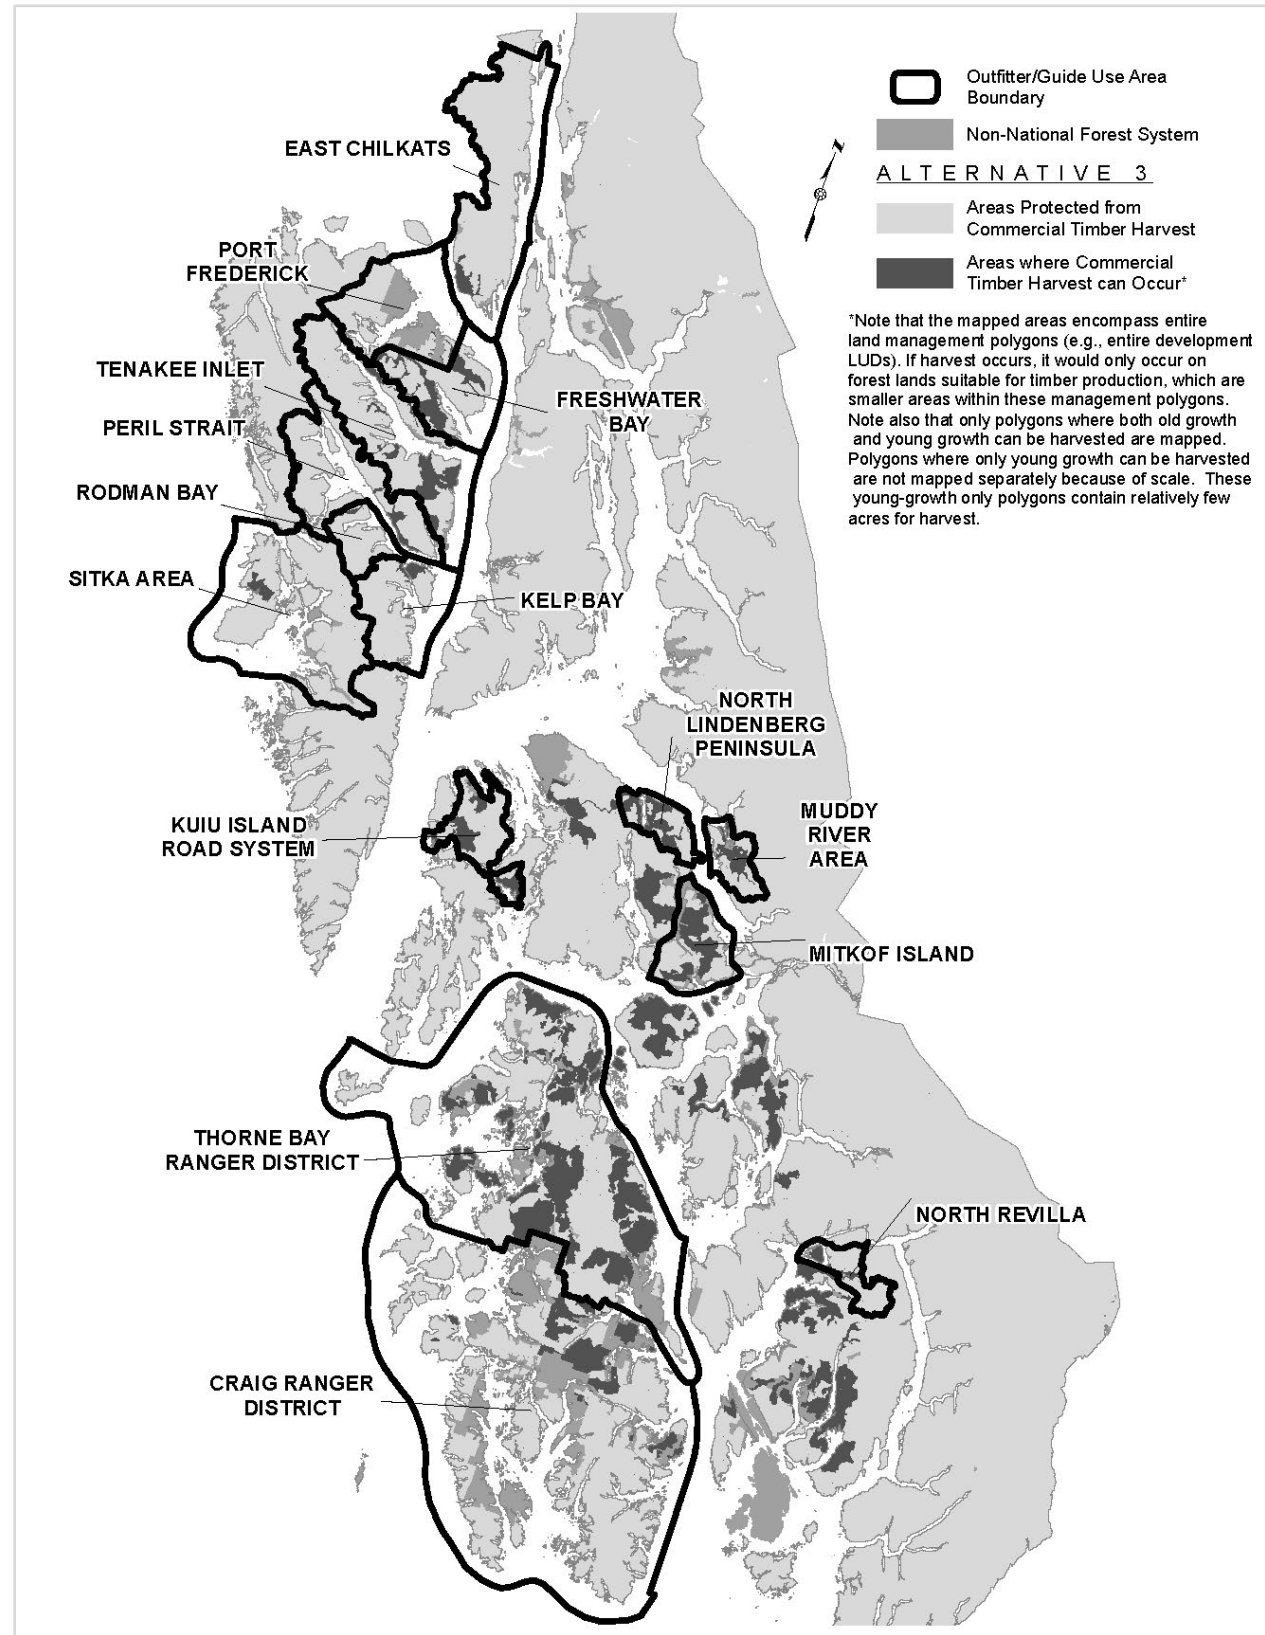 Outfitter/Guide Use Area
Boundary
Non-National Forest System
ALTERNATIVE 3
Areas Protected from
Commercial Timber Harvest
Areas where Commercial
Timber Harvest can Occur*
*Note that the mapped areas encompass entire
land management polygons (e.g., entire development
LUDs). If harvest occurs, it would only occur on
forest lands suitable for timber production, which are
smaller areas within these management polygons.
Note also that only polygons where both old growth
and young growth can be harvested are mapped.
Polygons where only young growth can be harvested
are not mapped separately because of scale. These
young-growth only polygons contain relatively few
acres for harvest.
N
EAST CHILKATS
PORT
FREDERICK
TENAKEE INLET
FRESHWATER
BAY
PERIL STRAIT
RODMAN BAY
SITKA AREA
KELP BAY
NORTH
LINDENBERG
PENINSULA
KUIU ISLAND
ROAD SYSTEM
MUDDY
RIVER
AREA
MITKOF ISLAND
THORNE BAY
RANGER DISTRICT
NORTH REVILLA
CRAIG RANGER
DISTRICT